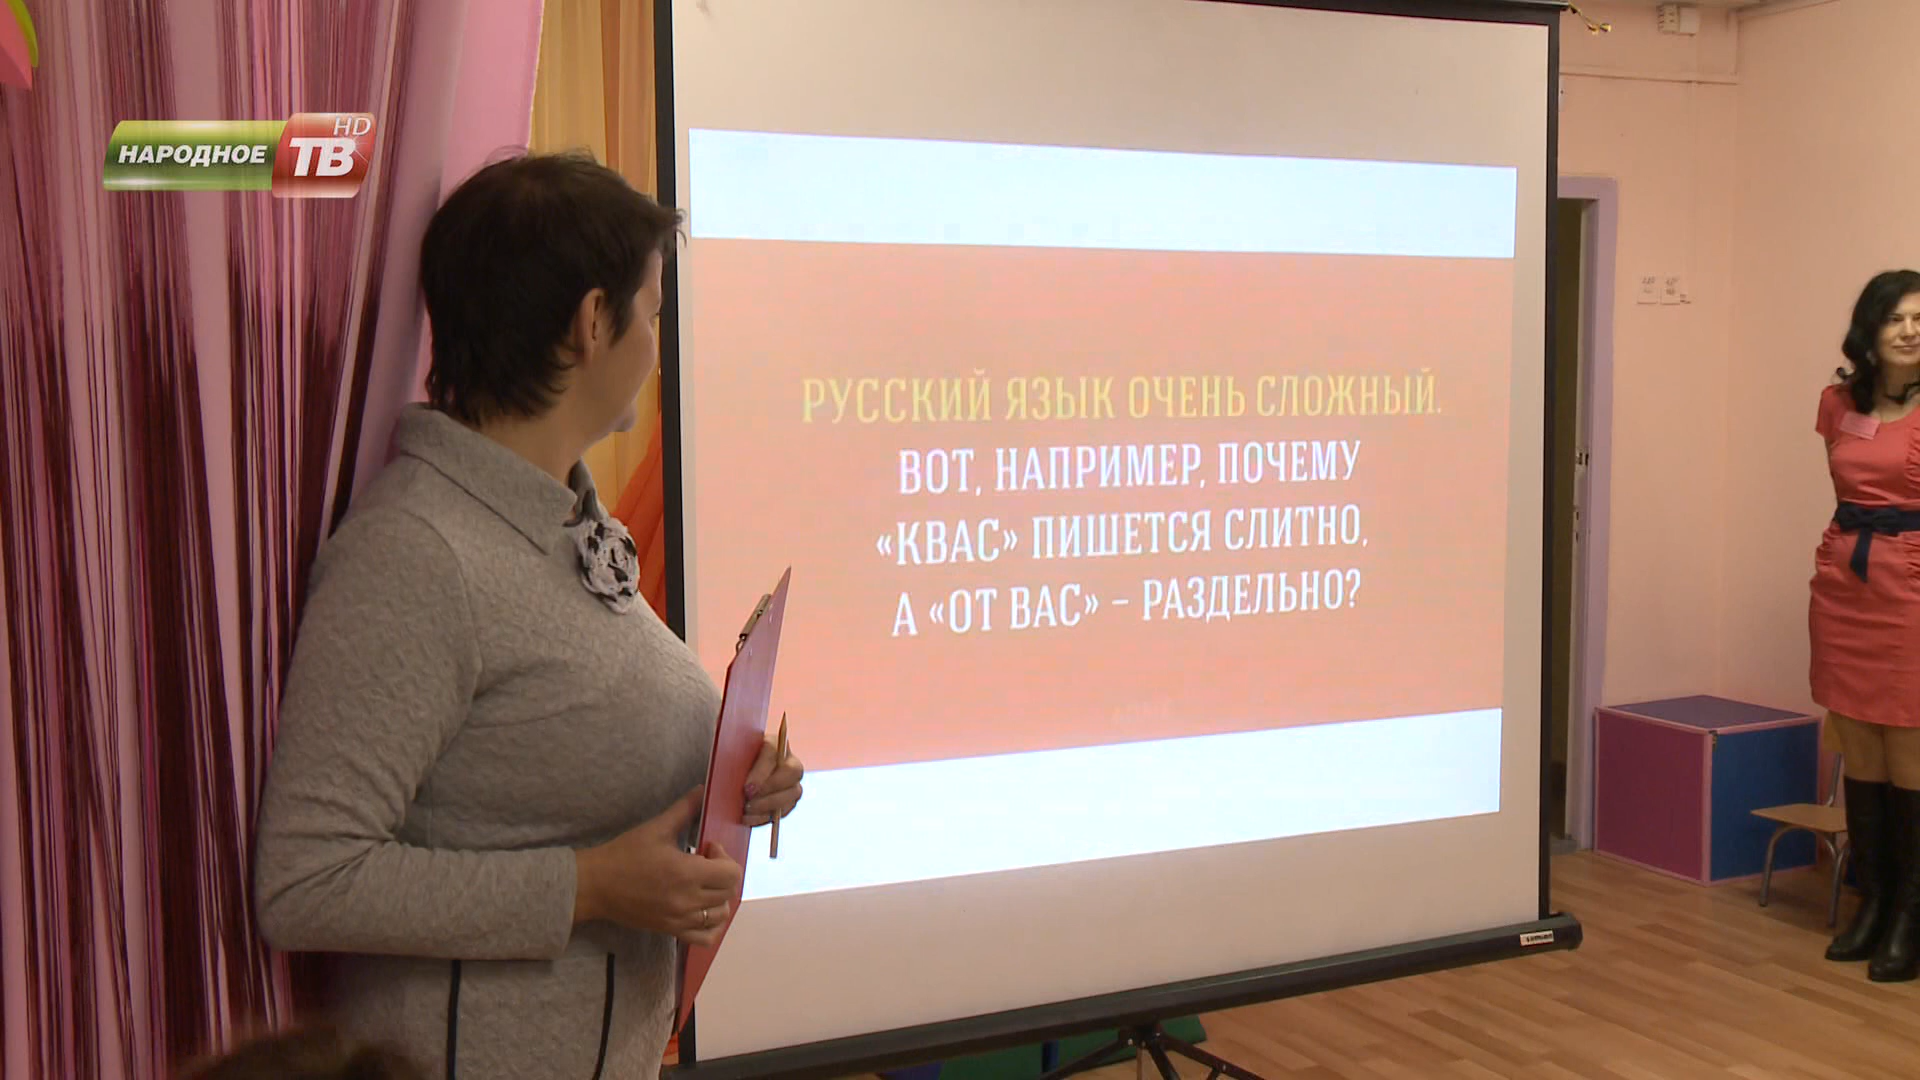 НАРОДНОЕ
ТВ HD
РУССКИЙ ЯЗЫК ОЧЕНЬ СЛОЖНЫЙ.
ВОТ, НАПРИМЕР, ПОЧЕМУ
«КВАС» ПИШЕТСЯ СЛИТНО,
А «ОТ ВАС» – РАЗДЕЛЬНО?